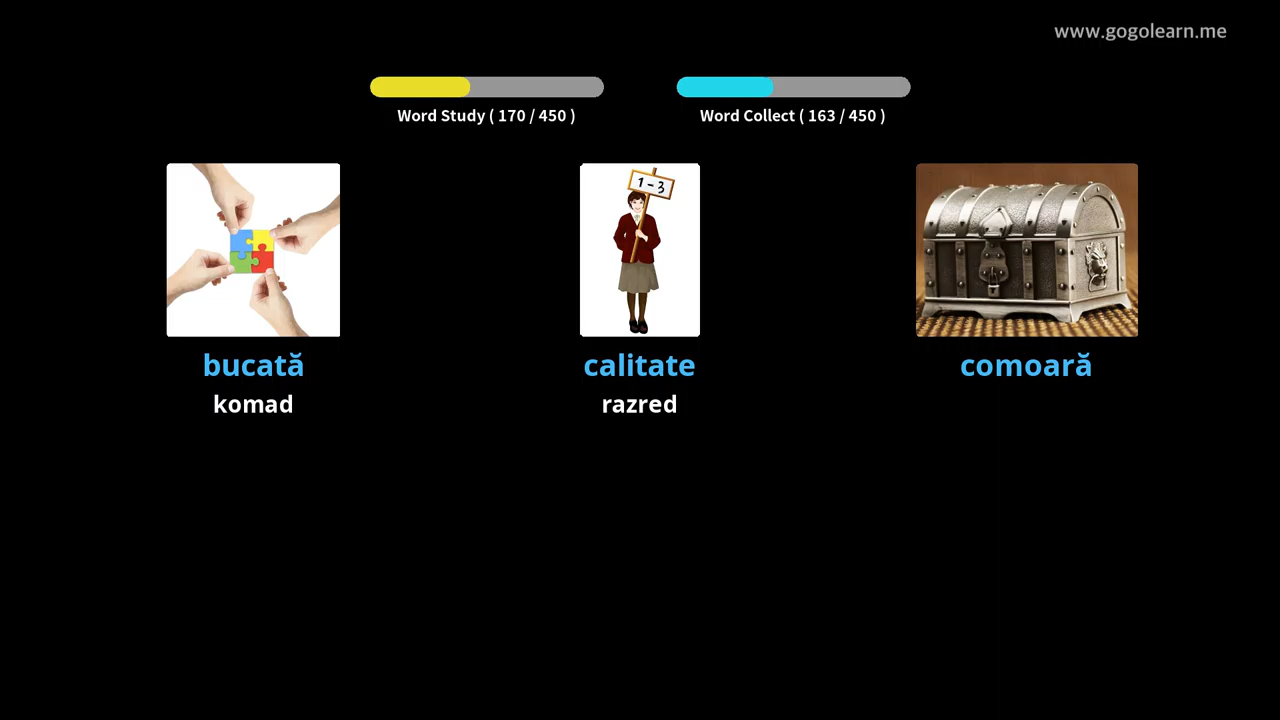 www.gogolearn.me
Word Study ( 170 / 450 )
Word Collect ( 163 / 450 )
1 - 3
bucată
calitate
comoară
komad
razred